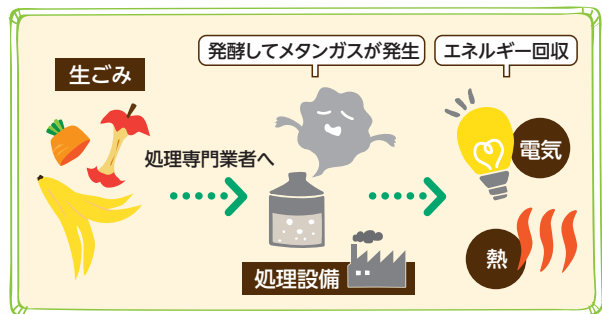 発酵してメタンガスが発生
エネルギー回収
生ごみ
処理専門業者へ
電気
熱
処理設備